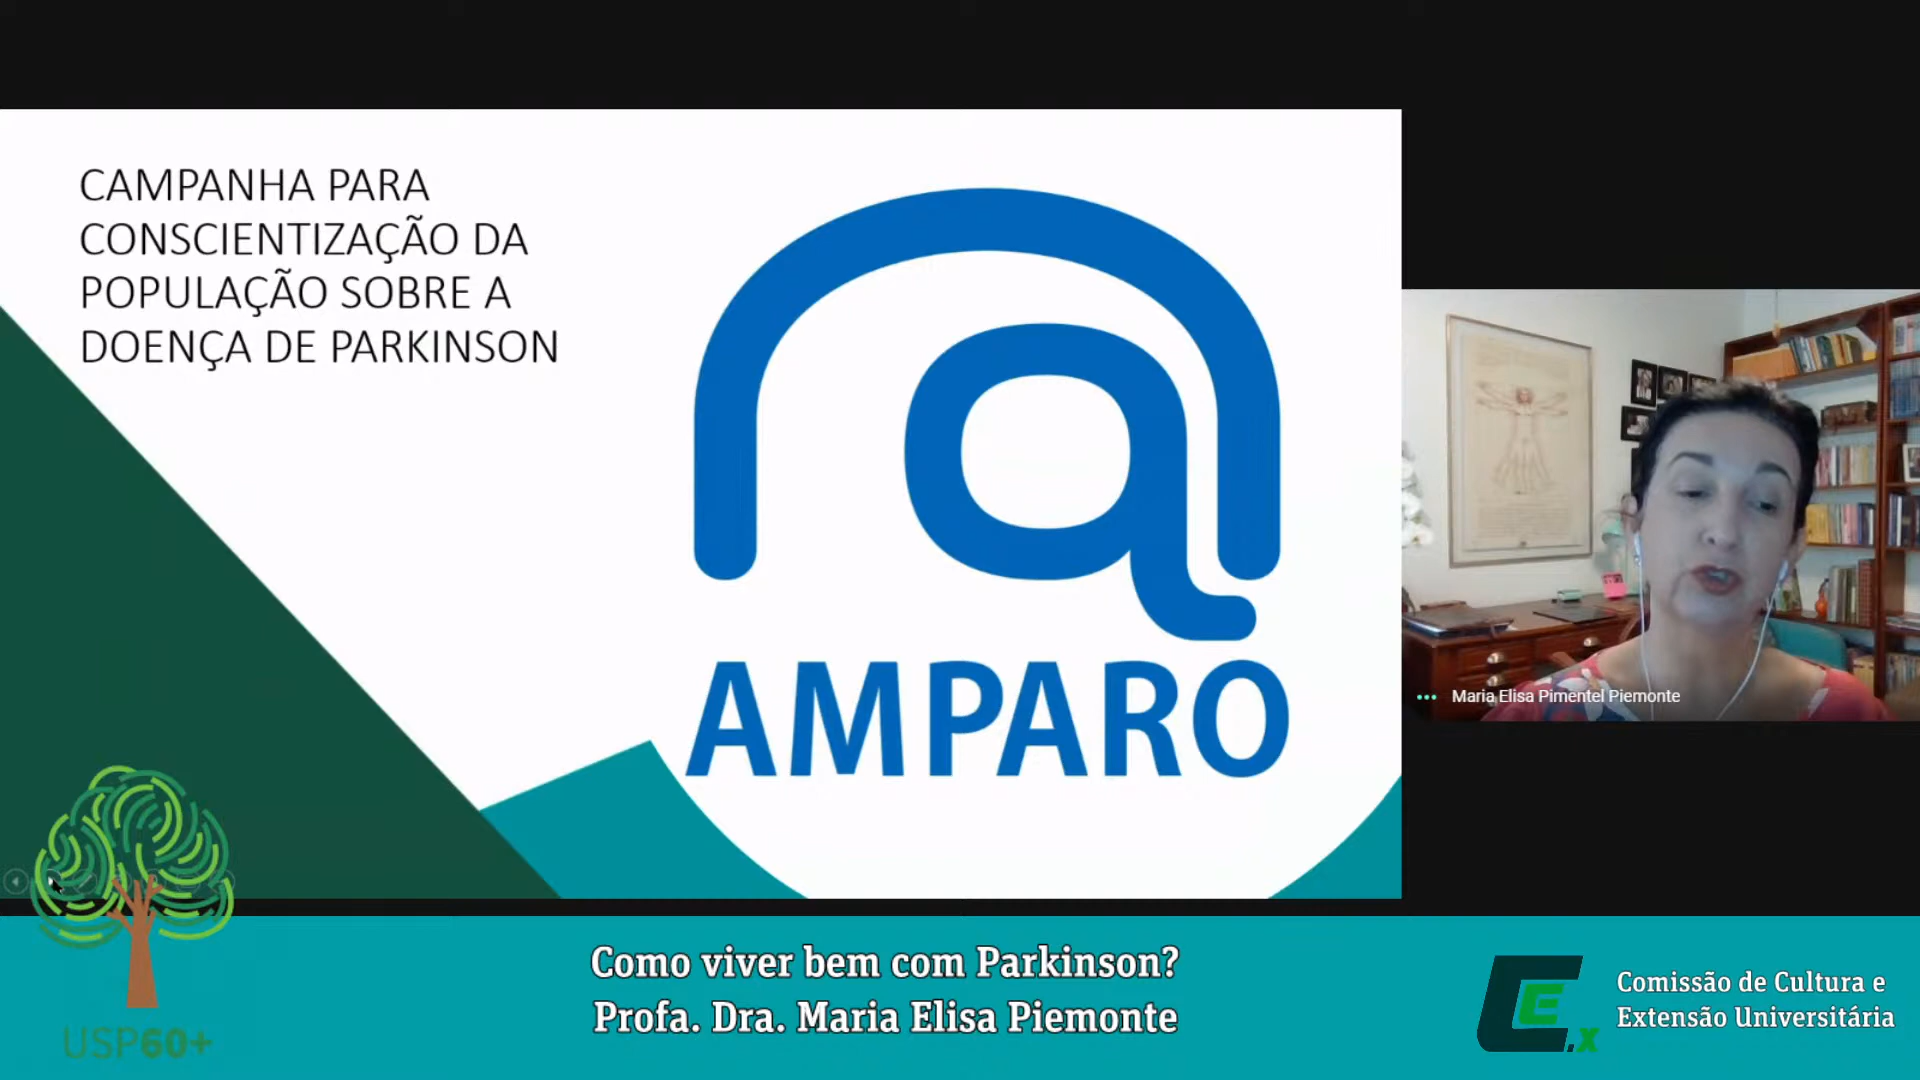 CAMPANHA PARA
CONSCIENTIZAÇÃO DA
POPULAÇÃO SOBRE A
DOENÇA DE PARKINSON
AMPARO
Maria Elisa Pimentel Piemonte
USP60+
Como viver bem com Parkinson?
Profa. Dra. Maria Elisa Piemonte
CE.x
Comissão de Cultura e
Extensão Universitária